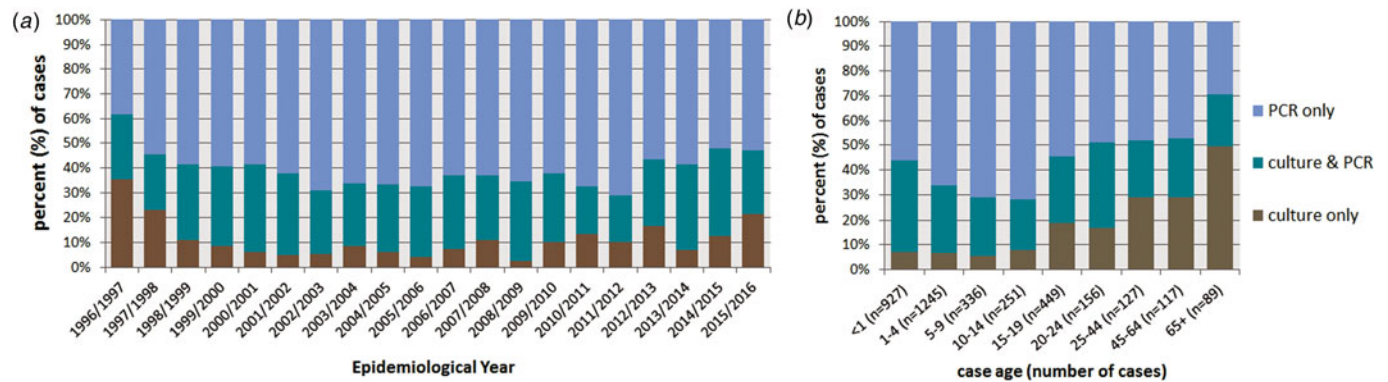 (a)
percent (%) of cases
100%
90%
80%
70%
60%
50%
40%
30%
20%
10%
0%
1996/1997
1997/1998
1998/1999
1999/2000
2000/2001
2001/2002
2002/2003
2003/2004
2004/2005
2005/2006
2006/2007
2007/2008
2008/2009
2009/2010
2010/2011
2011/2012
2012/2013
2013/2014
2014/2015
2015/2016
Epidemiological Year
(b)
percent (%) of cases
100%
90%
80%
70%
60%
50%
40%
30%
20%
10%
0%
<1 (n=927)
1-4 (n=1245)
5-9 (n=336)
10-14 (n=251)
15-19 (n=449)
20-24 (n=156)
25-44 (n=127)
45-64 (n=117)
65+ (n=89)
case age (number of cases)
PCR only
culture & PCR
culture only